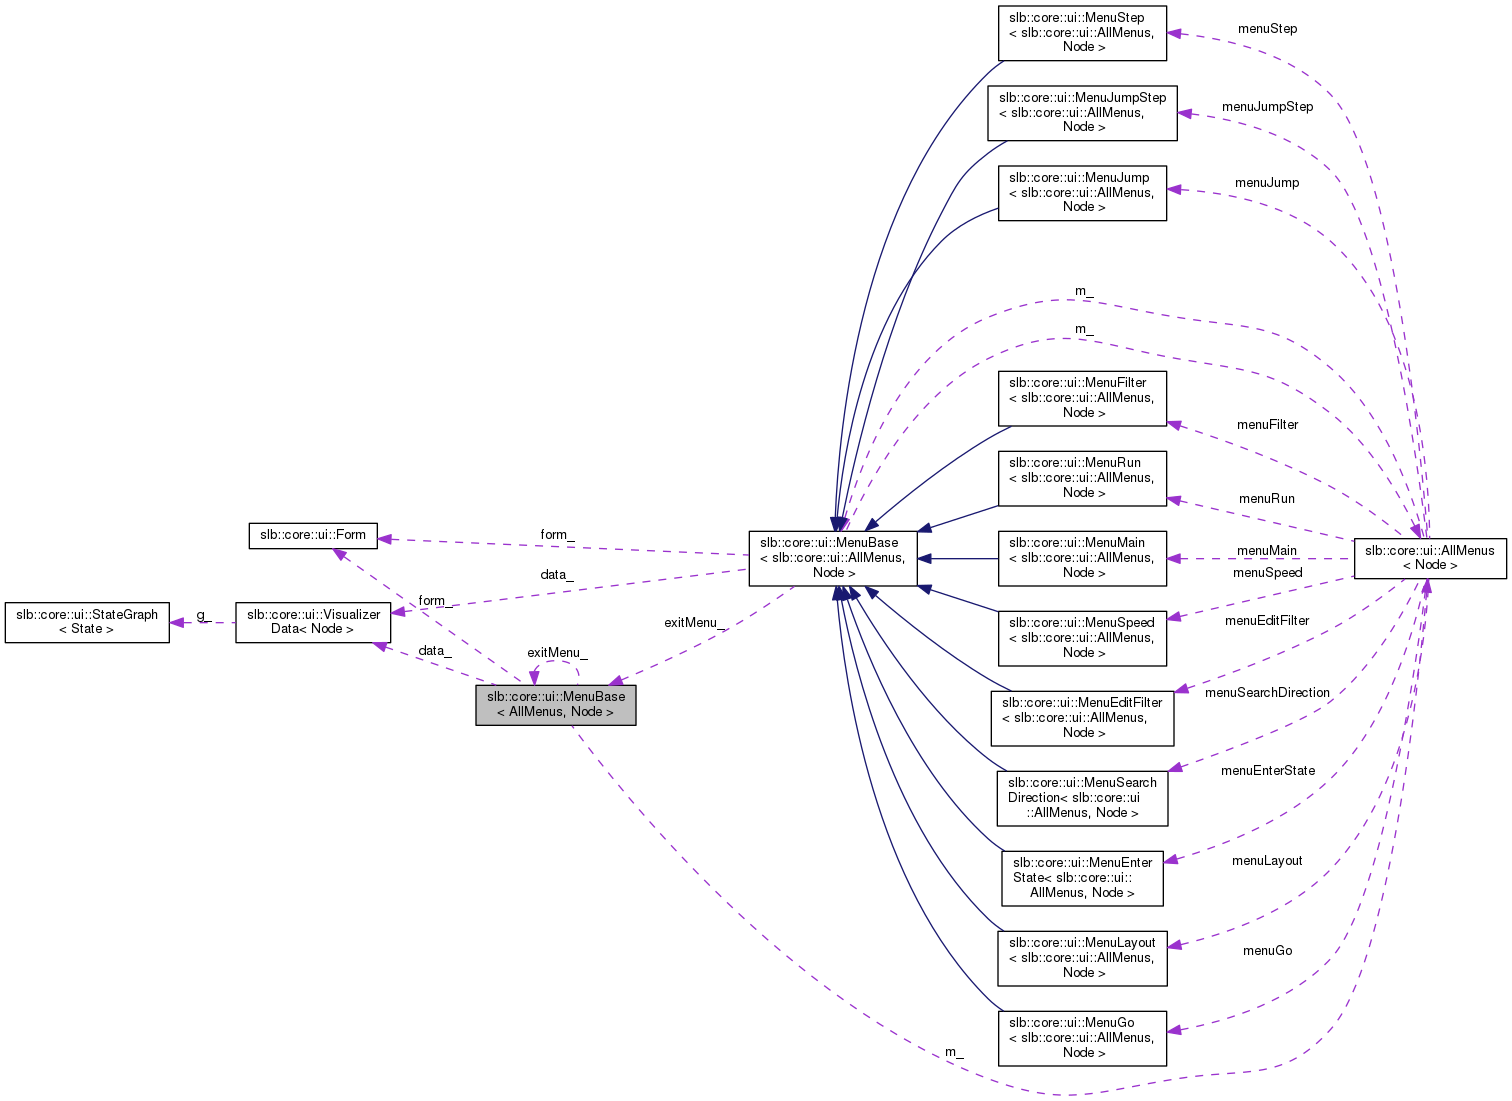 slb::core::ui::MenuStep
< slb::core::ui::AllMenus,
Node >
menuStep
slb::core::ui::MenuJumpStep
< slb::core::ui::AllMenus,
Node >
menuJumpStep
slb::core::ui::MenuJump
< slb::core::ui::AllMenus,
Node >
menuJump
m_
m_
slb::core::ui::MenuFilter
< slb::core::ui::AllMenus,
Node >
menuFilter
slb::core::ui::MenuRun
< slb::core::ui::AllMenus,
Node >
menuRun
slb::core::ui::Form
form_
slb::core::ui::MenuBase
< slb::core::ui::AllMenus,
Node >
slb::core::ui::MenuMain
< slb::core::ui::AllMenus,
Node >
menuMain
slb::core::ui::AllMenus
< Node >
data_
menuSpeed
form_
slb::core::ui::StateGraph
< State >
g_
slb::core::ui::Visualizer
Data< Node >
exitMenu_
slb::core::ui::MenuSpeed
< slb::core::ui::AllMenus,
Node >
menuEditFilter
data_
exitMenu_
slb::core::ui::MenuBase
< AllMenus, Node >
slb::core::ui::MenuEditFilter
< slb::core::ui::AllMenus,
Node >
menuSearchDirection
slb::core::ui::MenuSearch
Direction< slb::core::ui
::AllMenus, Node >
menuEnterState
slb::core::ui::MenuEnter
State< slb::core::ui::
AllMenus, Node >
menuLayout
slb::core::ui::MenuLayout
< slb::core::ui::AllMenus,
Node >
menuGo
slb::core::ui::MenuGo
< slb::core::ui::AllMenus,
Node >
m_